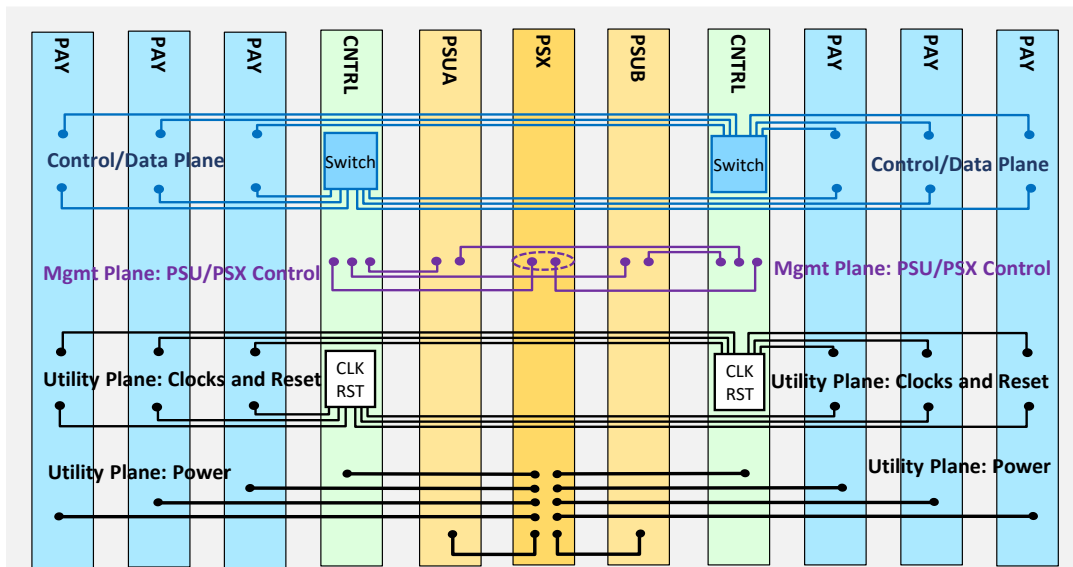 PAY
PAY
PAY
CNTRL
PSUA
PSX
PSUB
CNTRL
PAY
PAY
PAY
Control/Data Plane
Switch
Switch
Control/Data Plane
Mgmt Plane: PSU/PSX Control
Mgmt Plane: PSU/PSX Control
Utility Plane: Clocks and Reset
CLK
RST
CLK
RST
Utility Plane: Clocks and Reset
Utility Plane: Power
Utility Plane: Power